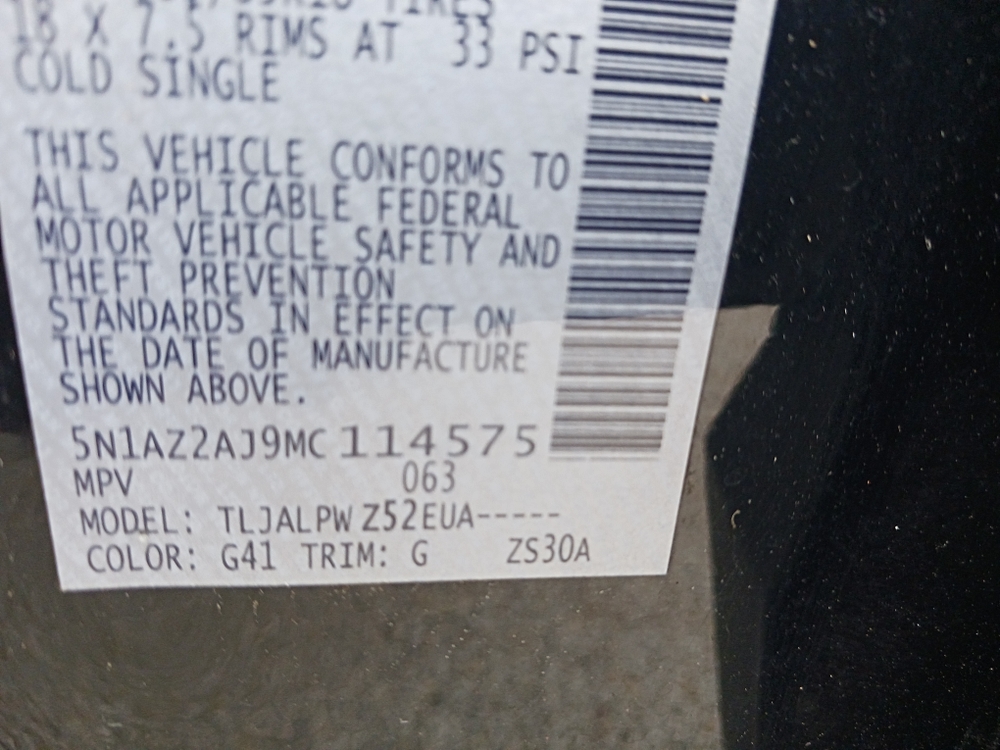 TIRES
18 X 7.5 RIMS AT 33 PSI
COLD SINGLE
THIS VEHICLE CONFORMS TO
ALL APPLICABLE FEDERAL
MOTOR VEHICLE SAFETY AND
THEFT PREVENTION
STANDARDS IN EFFECT ON
THE DATE OF MANUFACTURE
SHOWN ABOVE.
5N1AZ2AJ9MC114575
MPV 063
MODEL: TLJALPW Z52EUA-----
COLOR: G41 TRIM: G ZS30A